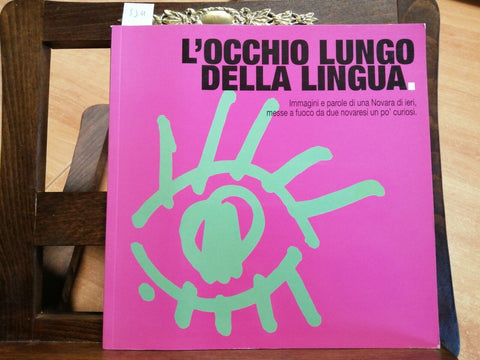 L'OCCHIO LUNGO
DELLA LINGUA.
Immagini e parole di una Novara di ieri,
messe a fuoco da due novaresi un po' curiosi.